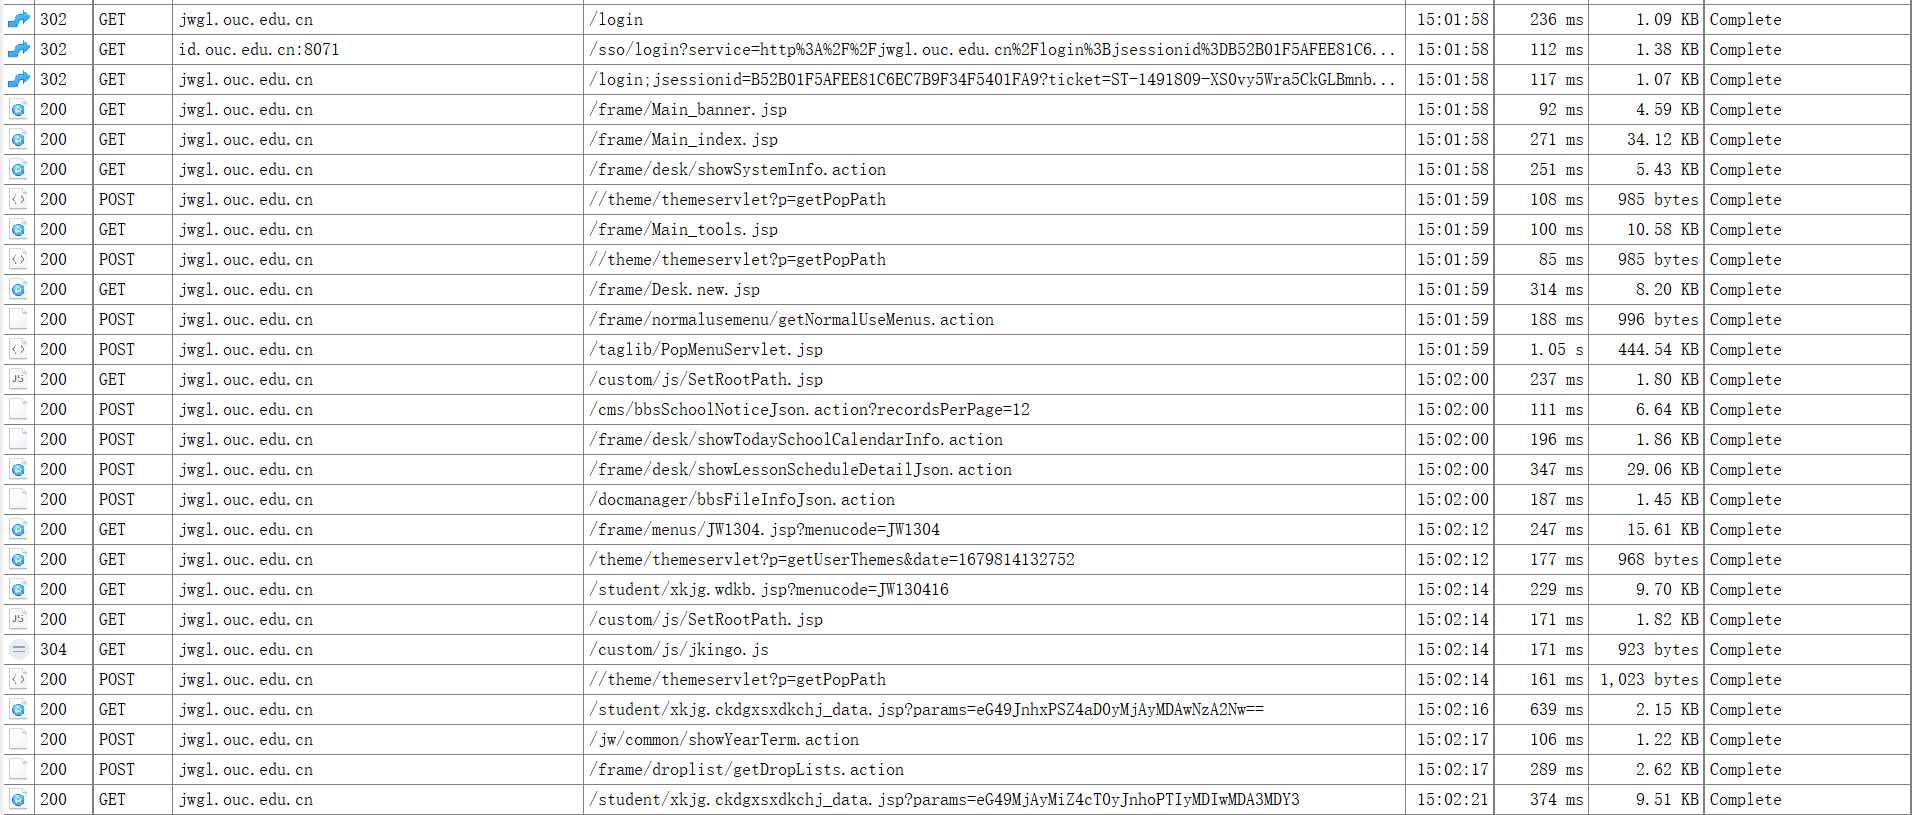 302 GET jwgl.ouc.edu.cn /login 15:01:58 236 ms 1.09 KB Complete
302 GET id.ouc.edu.cn:8071 /sso/login?service=http%3A%2F%2Fjwgl.ouc.edu.cn%2Flogin%3Bjsessionid%3DB52B01F5AFEE81C6... 15:01:58 112 ms 1.38 KB Complete
302 GET jwgl.ouc.edu.cn /login;jsessionid=B52B01F5AFEE81C6EC7B9F34F5401FA9?ticket=ST-1491809-XS0vy5Wra5CkGLBmnb... 15:01:58 117 ms 1.07 KB Complete
200 GET jwgl.ouc.edu.cn /frame/Main_banner.jsp 15:01:58 92 ms 4.59 KB Complete
200 GET jwgl.ouc.edu.cn /frame/Main_index.jsp 15:01:58 271 ms 34.12 KB Complete
200 GET jwgl.ouc.edu.cn /frame/desk/showSystemInfo.action 15:01:58 251 ms 5.43 KB Complete
200 POST jwgl.ouc.edu.cn //theme/themeservlet?p=getPopPath 15:01:59 108 ms 985 bytes Complete
200 GET jwgl.ouc.edu.cn /frame/Main_tools.jsp 15:01:59 100 ms 10.58 KB Complete
200 POST jwgl.ouc.edu.cn //theme/themeservlet?p=getPopPath 15:01:59 85 ms 985 bytes Complete
200 GET jwgl.ouc.edu.cn /frame/Desk.new.jsp 15:01:59 314 ms 8.20 KB Complete
200 POST jwgl.ouc.edu.cn /frame/normalusemenu/getNormalUseMenus.action 15:01:59 188 ms 996 bytes Complete
200 POST jwgl.ouc.edu.cn /taglib/PopMenuServlet.jsp 15:01:59 1.05 s 444.54 KB Complete
JS 200 GET jwgl.ouc.edu.cn /custom/js/SetRootPath.jsp 15:02:00 237 ms 1.80 KB Complete
200 POST jwgl.ouc.edu.cn /cms/bbsSchoolNoticeJson.action?recordsPerPage=12 15:02:00 111 ms 6.64 KB Complete
200 POST jwgl.ouc.edu.cn /frame/desk/showTodaySchoolCalendarInfo.action 15:02:00 196 ms 1.86 KB Complete
200 POST jwgl.ouc.edu.cn /frame/desk/showLessonScheduleDetailJson.action 15:02:00 347 ms 29.06 KB Complete
200 POST jwgl.ouc.edu.cn /docmanager/bbsFileInfoJson.action 15:02:00 187 ms 1.45 KB Complete
200 GET jwgl.ouc.edu.cn /frame/menus/JW1304.jsp?menucode=JW1304 15:02:12 247 ms 15.61 KB Complete
200 GET jwgl.ouc.edu.cn /theme/themeservlet?p=getUserThemes&date=1679814132752 15:02:12 177 ms 968 bytes Complete
200 GET jwgl.ouc.edu.cn /student/xkjg.wdkb.jsp?menucode=JW130416 15:02:14 229 ms 9.70 KB Complete
JS 200 GET jwgl.ouc.edu.cn /custom/js/SetRootPath.jsp 15:02:14 171 ms 1.82 KB Complete
304 GET jwgl.ouc.edu.cn /custom/js/jkingo.js 15:02:14 171 ms 923 bytes Complete
200 POST jwgl.ouc.edu.cn //theme/themeservlet?p=getPopPath 15:02:14 161 ms 1,023 bytes Complete
200 GET jwgl.ouc.edu.cn /student/xkjg.ckdgxsxdkchj_data.jsp?params=eG49JnhxPSZ4aD0yMjAyMDAwNzA2Nw== 15:02:16 639 ms 2.15 KB Complete
200 POST jwgl.ouc.edu.cn /jw/common/showYearTerm.action 15:02:17 106 ms 1.22 KB Complete
200 POST jwgl.ouc.edu.cn /frame/droplist/getDropLists.action 15:02:17 289 ms 2.62 KB Complete
200 GET jwgl.ouc.edu.cn /student/xkjg.ckdgxsxdkchj_data.jsp?params=eG49MjAyMiZ4cT0yJnhoPTIyMDIwMDA3MDY3 15:02:21 374 ms 9.51 KB Complete